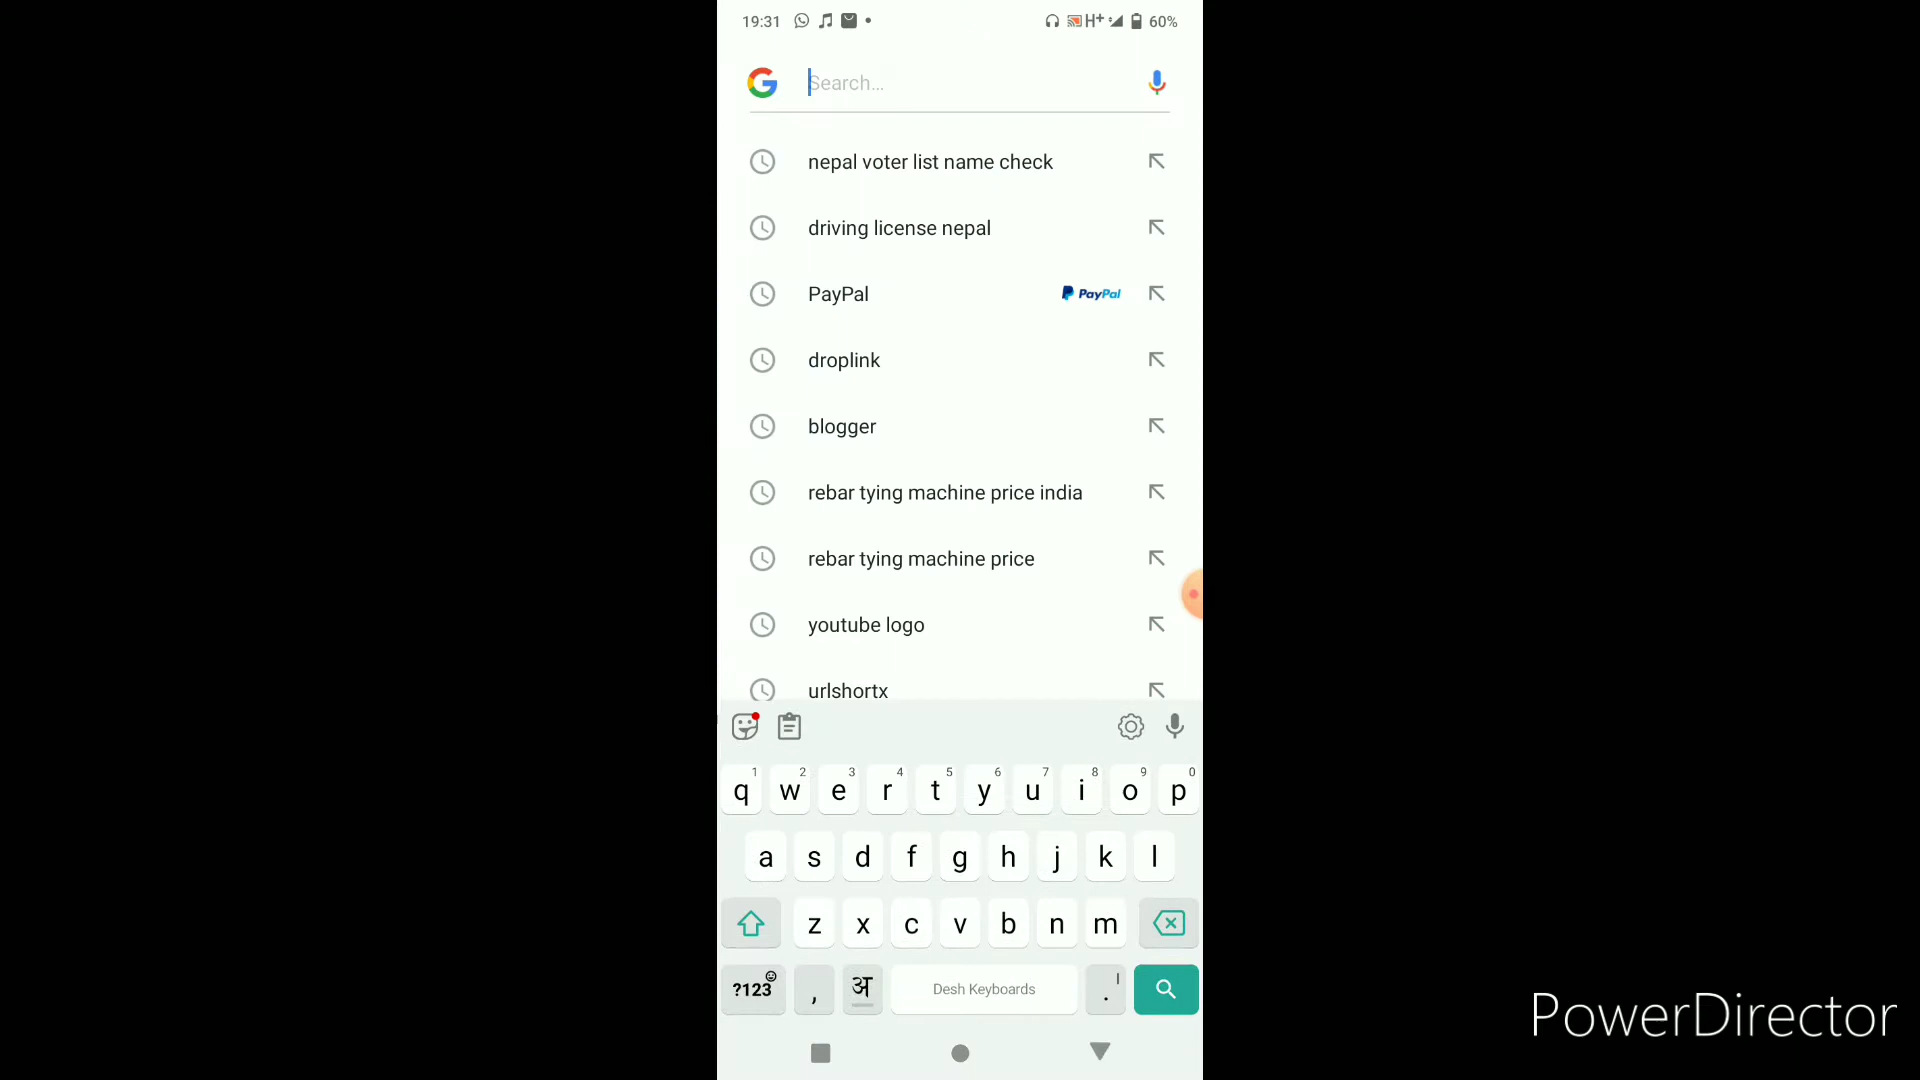 19:31 H+ 60%
Search...
nepal voter list name check
driving license nepal
PayPal PayPal
droplink
blogger
rebar tying machine price india
rebar tying machine price
youtube logo
urlshortx
1 2 3 4 5 6 7 8 9 0
q w e r t y u i o p
a s d f g h j k l
z x c v b n m
?123 , अ Desh Keyboards . |
PowerDirector